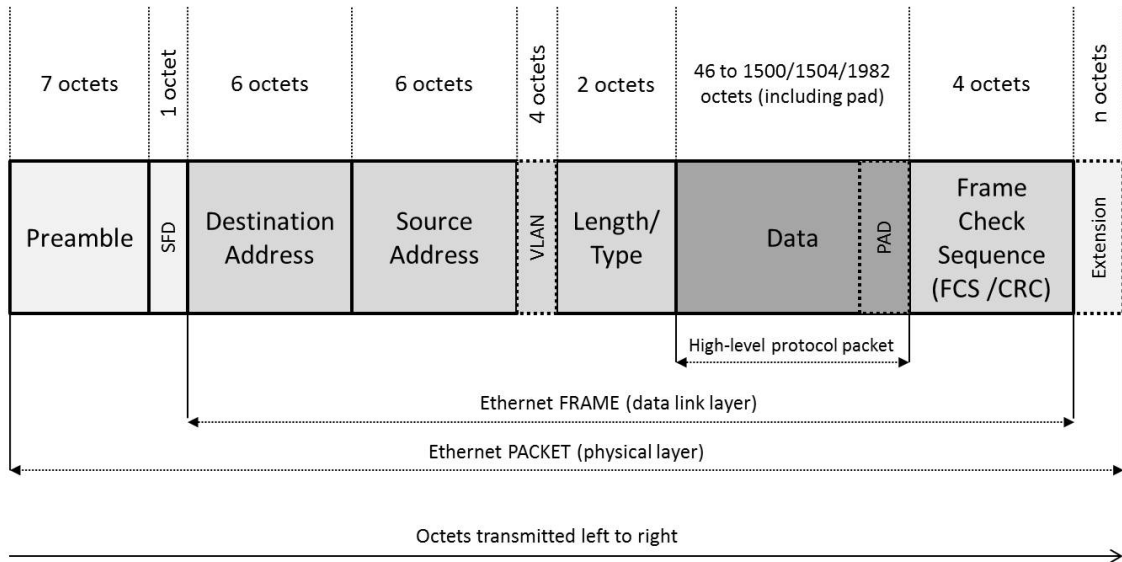 7 octets
1 octet
6 octets
6 octets
4 octets
2 octets
46 to 1500/1504/1982
octets (including pad)
4 octets
n octets
Preamble
SFD
Destination
Address
Source
Address
VLAN
Length/
Type
Data
PAD
Frame
Check
Sequence
(FCS /CRC)
Extension
High-level protocol packet
Ethernet FRAME (data link layer)
Ethernet PACKET (physical layer)
Octets transmitted left to right